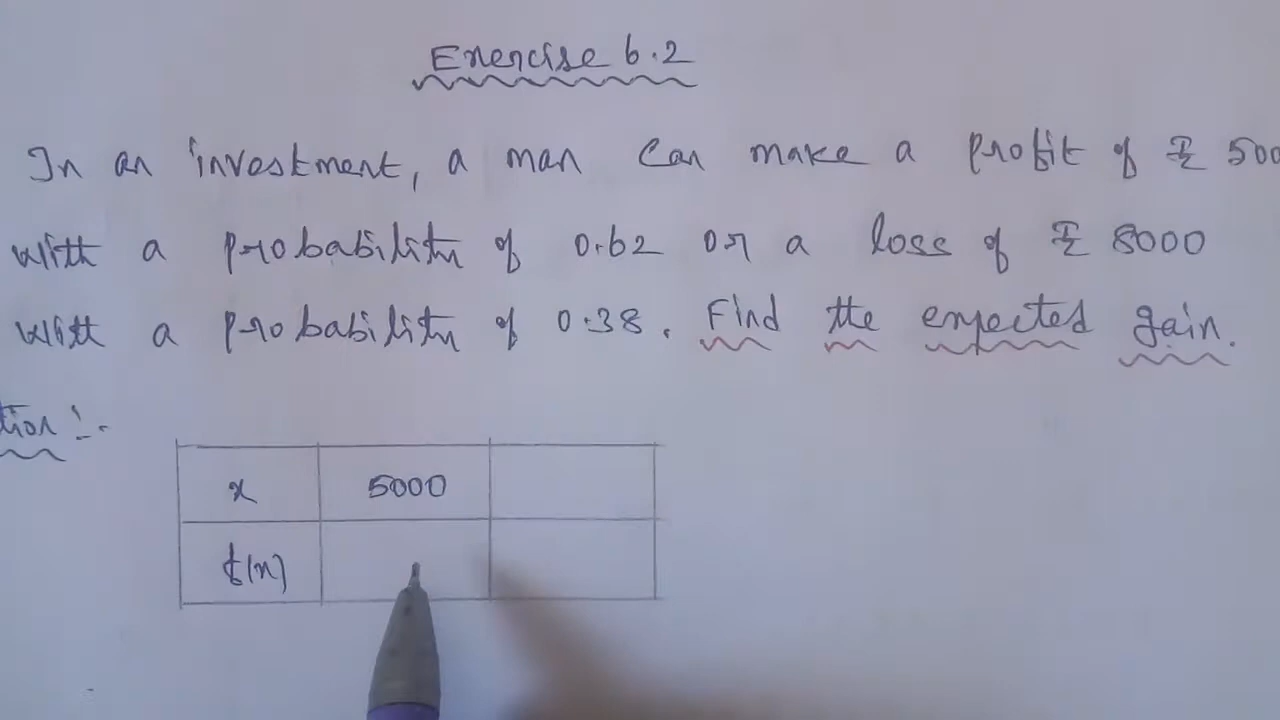 Exercise 6.2
In an investment, a man can make a profit of ₹ 500
with a probability of 0.62 or a loss of ₹ 8000
with a probability of 0.38. Find the expected gain.
tion :-
x 5000
f(x)